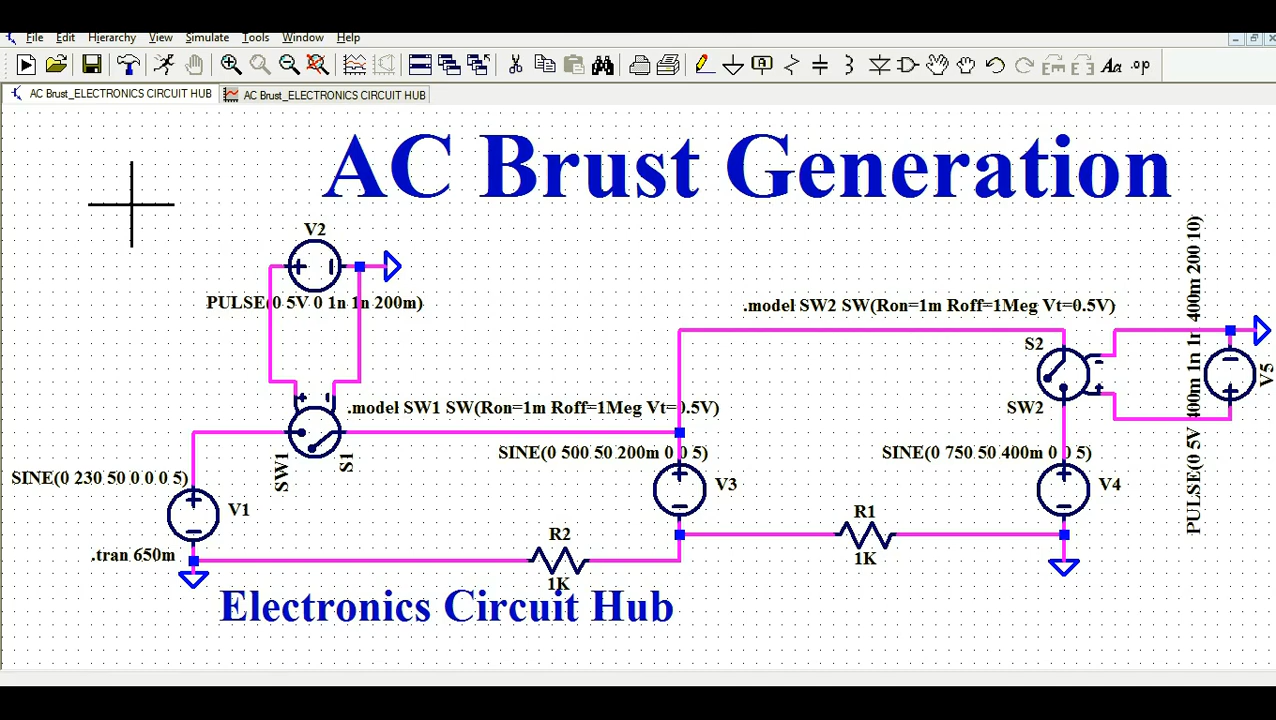 File Edit Hierarchy View Simulate Tools Window Help
Aa .op
AC Brust_ELECTRONICS CIRCUIT HUB AC Brust_ELECTRONICS CIRCUIT HUB
AC Brust Generation
V2
PULSE(0 5V 0 1n 1n 200m)
.model SW2 SW(Ron=1m Roff=1Meg Vt=0.5V)
S2
SW2
V5
PULSE(0 5V 400m 1n 1n 400m 200 10)
.model SW1 SW(Ron=1m Roff=1Meg Vt=0.5V)
SW1
S1
SINE(0 230 50 0 0 0 5)
V1
.tran 650m
SINE(0 500 50 200m 0 0 5)
V3
SINE(0 750 50 400m 0 0 5)
V4
R2
1K
R1
1K
Electronics Circuit Hub